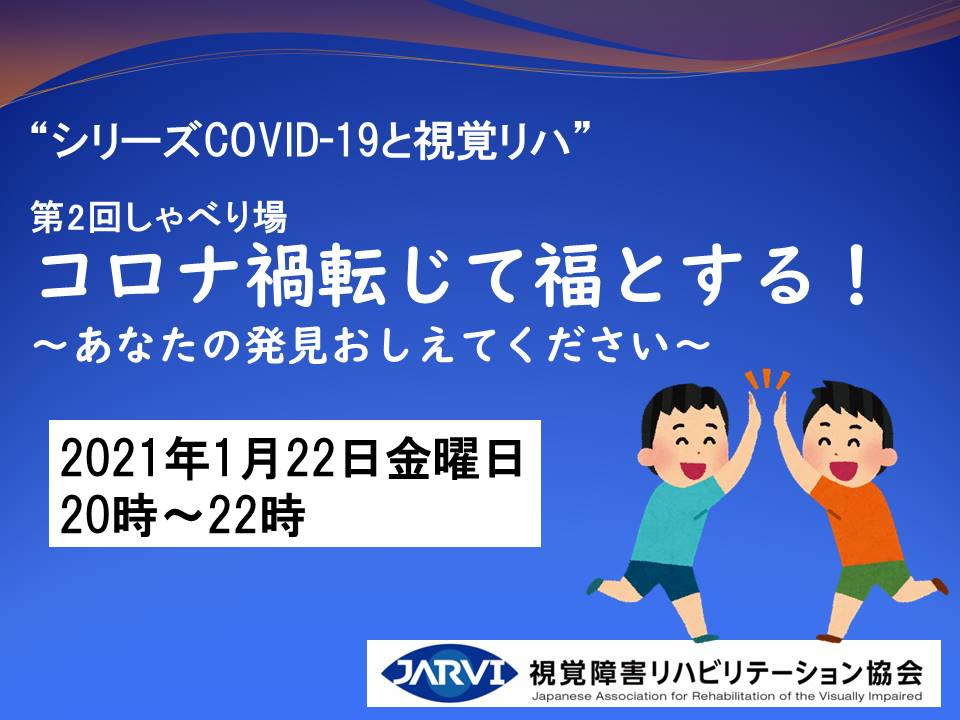 “シリーズCOVID-19と視覚リハ”
第2回しゃべり場
コロナ禍転じて福とする！
～あなたの発見おしえてください～
2021年1月22日金曜日
20時～22時
JARVI 視覚障害リハビリテーション協会
Japanese Association for Rehabilitation of the Visually Impaired